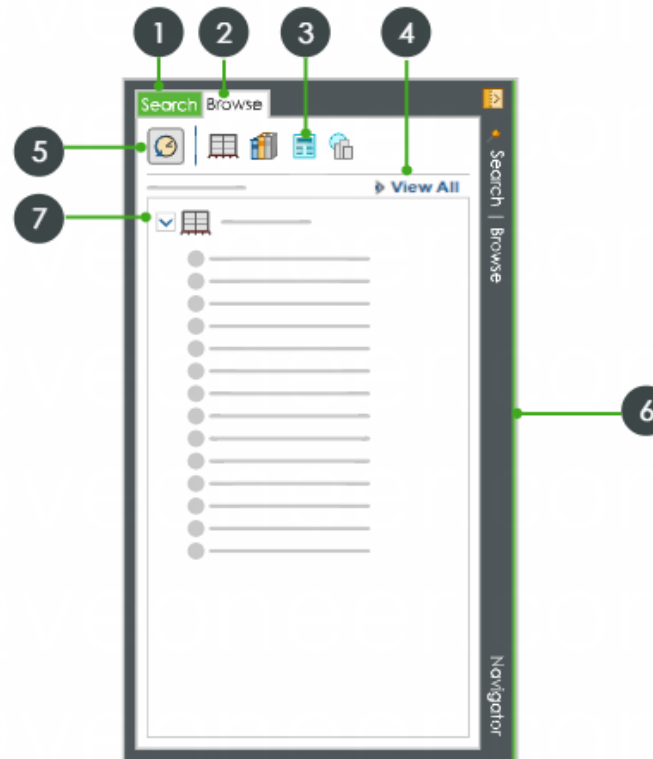 1 2 3 4
Search Browse
5
View All
7
Search | Browse
6
Navigator